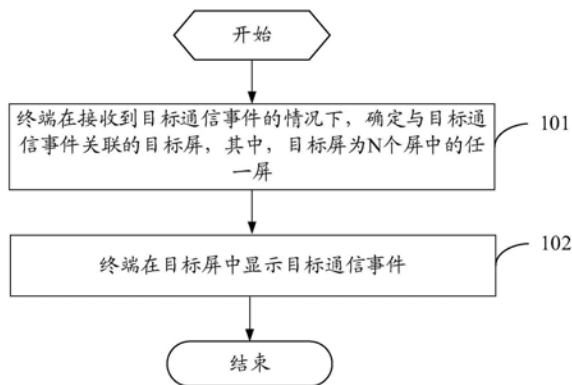 开始
终端在接收到目标通信事件的情况下，确定与目标通
信事件关联的目标屏，其中，目标屏为N个屏中的任
一屏
101
终端在目标屏中显示目标通信事件
102
结束